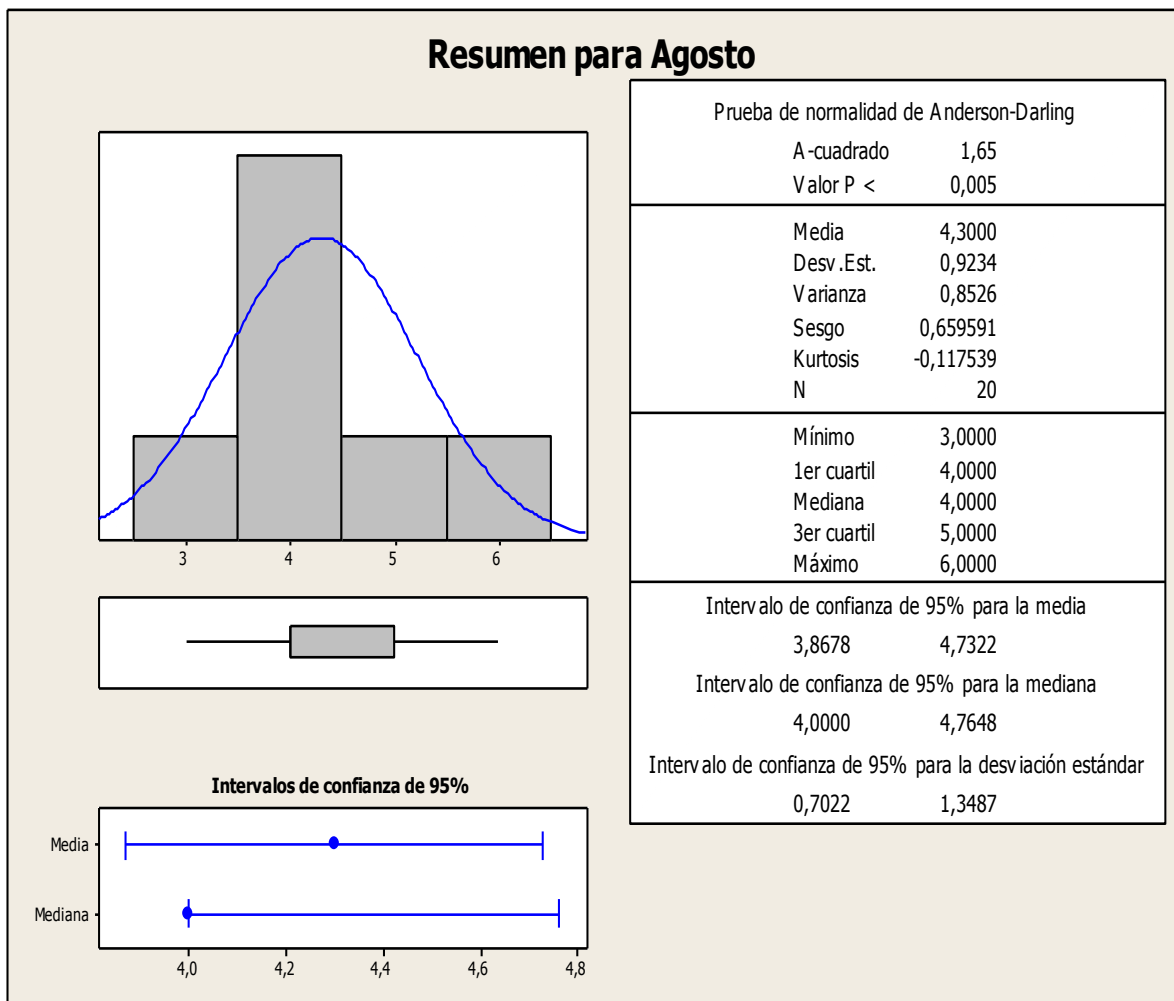 Resumen para Agosto
3 4 5 6
Intervalos de confianza de 95%
Media
Mediana
4,0 4,2 4,4 4,6 4,8
Prueba de normalidad de Anderson-Darling
A-cuadrado 1,65
Valor P < 0,005
Media 4,3000
Desv.Est. 0,9234
Varianza 0,8526
Sesgo 0,659591
Kurtosis -0,117539
N 20
Mínimo 3,0000
1er cuartil 4,0000
Mediana 4,0000
3er cuartil 5,0000
Máximo 6,0000
Intervalo de confianza de 95% para la media
3,8678 4,7322
Intervalo de confianza de 95% para la mediana
4,0000 4,7648
Intervalo de confianza de 95% para la desviación estándar
0,7022 1,3487